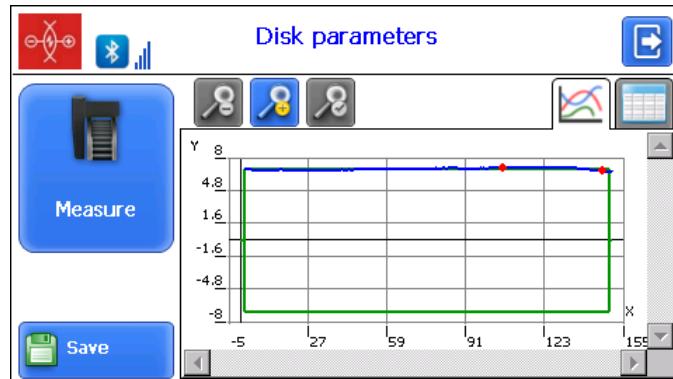 Disk parameters
Measure
Save
Y
8
4.8
1.6
-1.6
-4.8
-8
X
-5 27 59 91 123 155